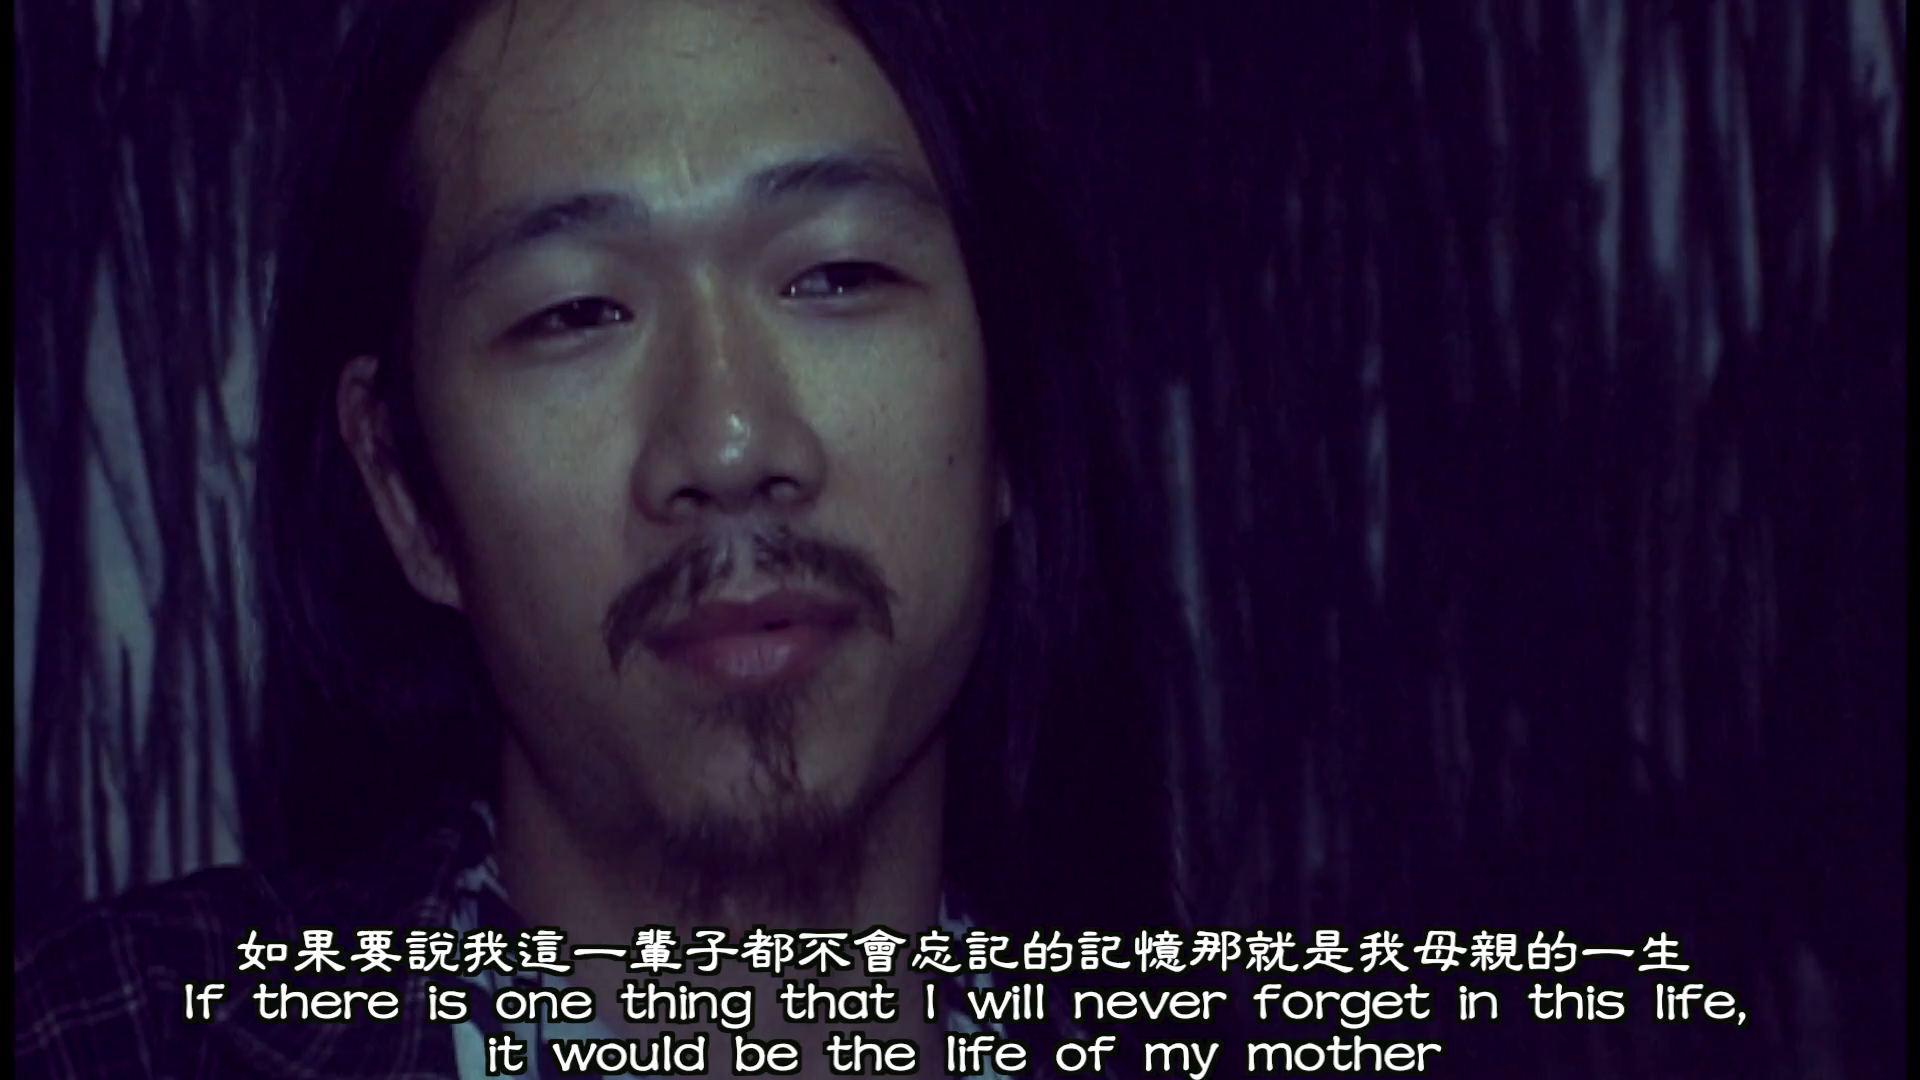 如果要說我這一輩子都不會忘記的記憶那就是我母親的一生
If there is one thing that I will never forget in this life,
it would be the life of my mother